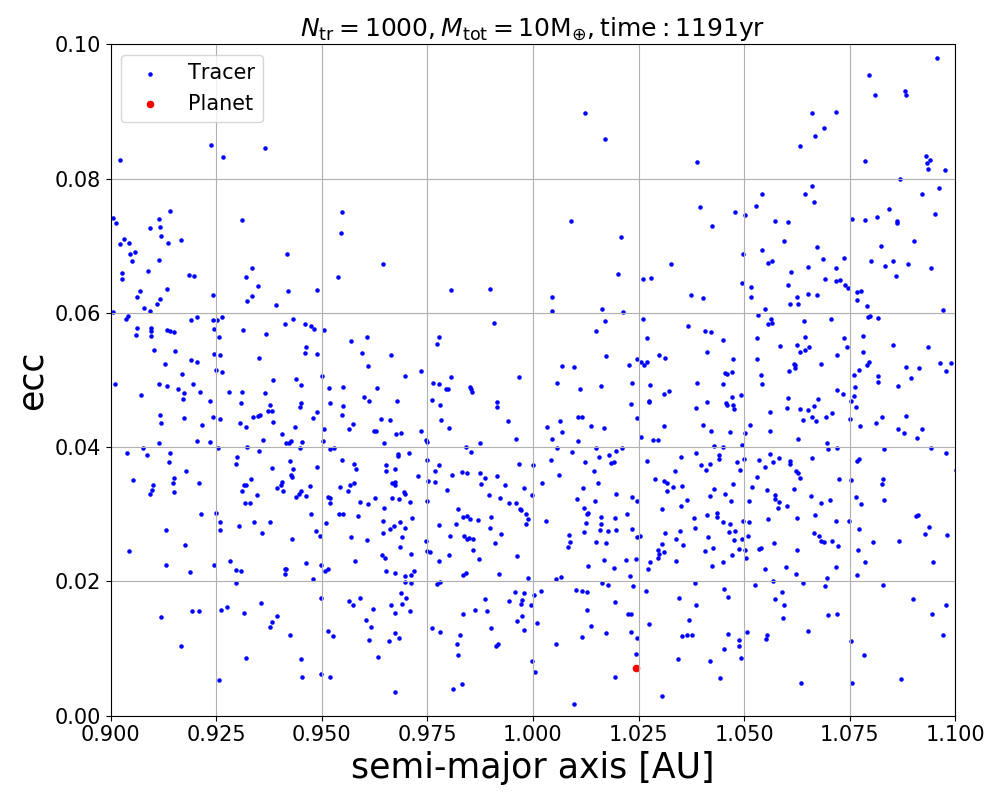 N_tr = 1000, M_tot = 10M_⊕, time : 1191yr
Tracer
Planet
ecc
0.10
0.08
0.06
0.04
0.02
0.00
0.900 0.925 0.950 0.975 1.000 1.025 1.050 1.075 1.100
semi-major axis [AU]